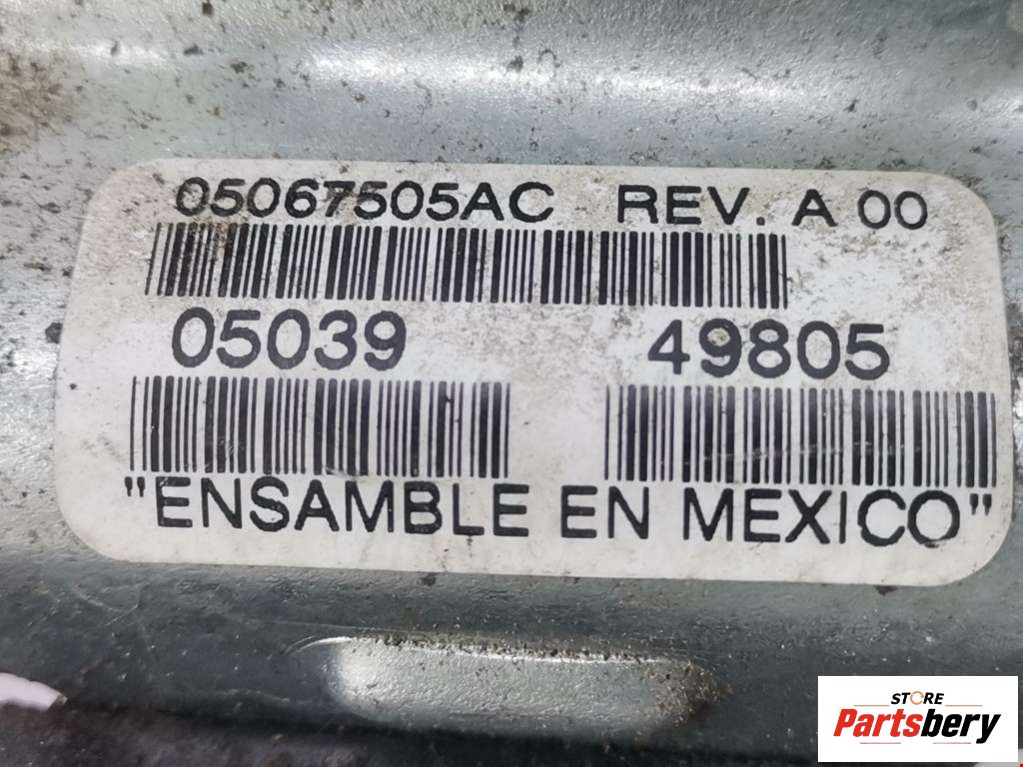 05067505AC REV. A 00
05039 49805
"ENSAMBLE EN MEXICO"
STORE
Partsbery